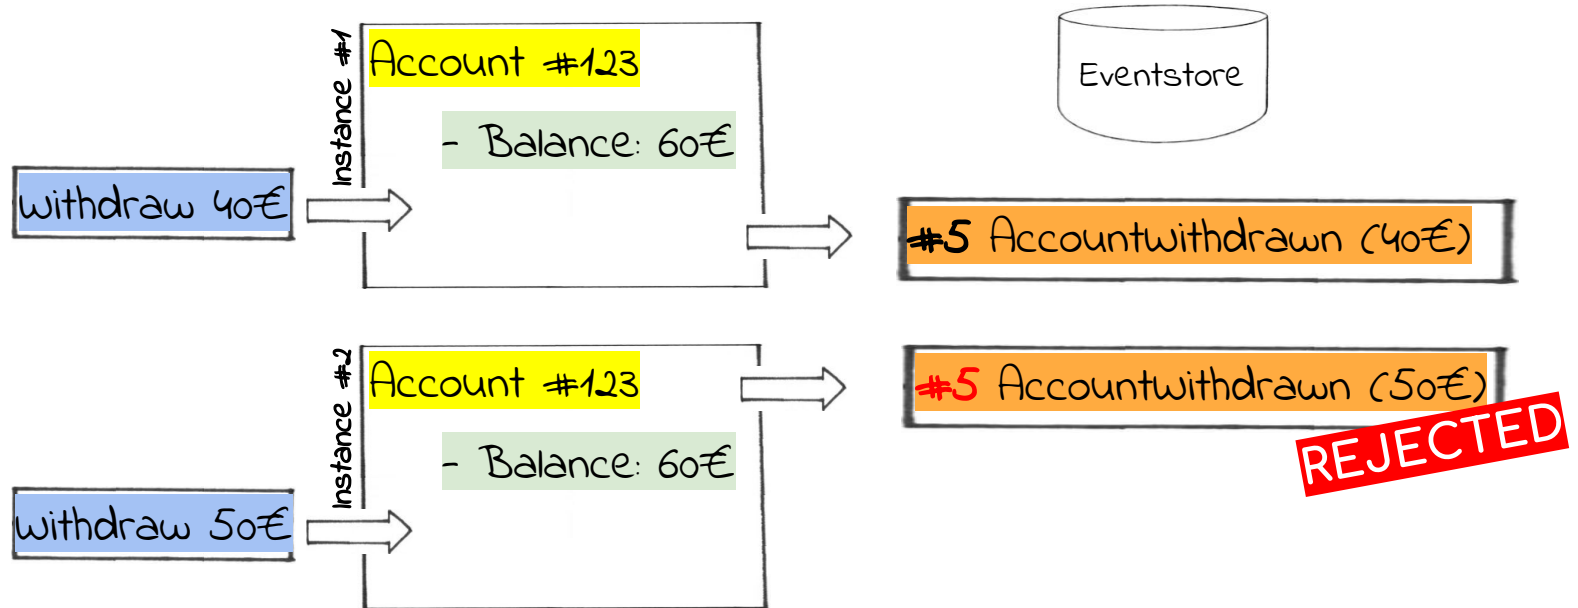 Instance #1
Account #123
- Balance: 60€
withdraw 40€
Eventstore
#5 Accountwithdrawn (40€)
Instance #2
Account #123
- Balance: 60€
withdraw 50€
#5 Accountwithdrawn (50€)
REJECTED